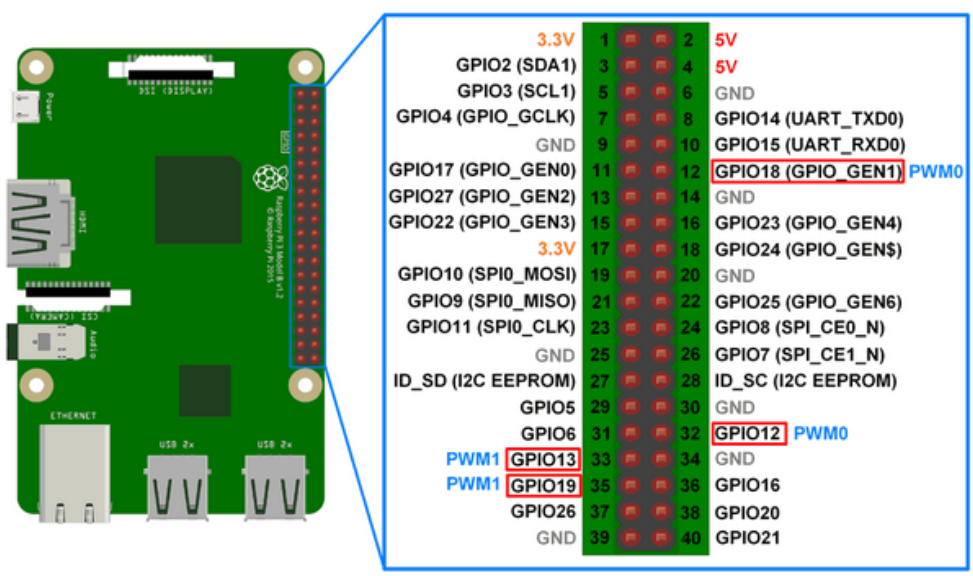 DSI (DISPLAY)
Power
HDMI
CSI (CAMERA)
Audio
ETHERNET
USB 2x
USB 2x
GPIO
Raspberry Pi 3 Model B v1.2
© Raspberry Pi 2015
3.3V 1 2 5V
GPIO2 (SDA1) 3 4 5V
GPIO3 (SCL1) 5 6 GND
GPIO4 (GPIO_GCLK) 7 8 GPIO14 (UART_TXD0)
GND 9 10 GPIO15 (UART_RXD0)
GPIO17 (GPIO_GEN0) 11 12 GPIO18 (GPIO_GEN1) PWM0
GPIO27 (GPIO_GEN2) 13 14 GND
GPIO22 (GPIO_GEN3) 15 16 GPIO23 (GPIO_GEN4)
3.3V 17 18 GPIO24 (GPIO_GEN$)
GPIO10 (SPI0_MOSI) 19 20 GND
GPIO9 (SPI0_MISO) 21 22 GPIO25 (GPIO_GEN6)
GPIO11 (SPI0_CLK) 23 24 GPIO8 (SPI_CE0_N)
GND 25 26 GPIO7 (SPI_CE1_N)
ID_SD (I2C EEPROM) 27 28 ID_SC (I2C EEPROM)
GPIO5 29 30 GND
GPIO6 31 32 GPIO12 PWM0
PWM1 GPIO13 33 34 GND
PWM1 GPIO19 35 36 GPIO16
GPIO26 37 38 GPIO20
GND 39 40 GPIO21